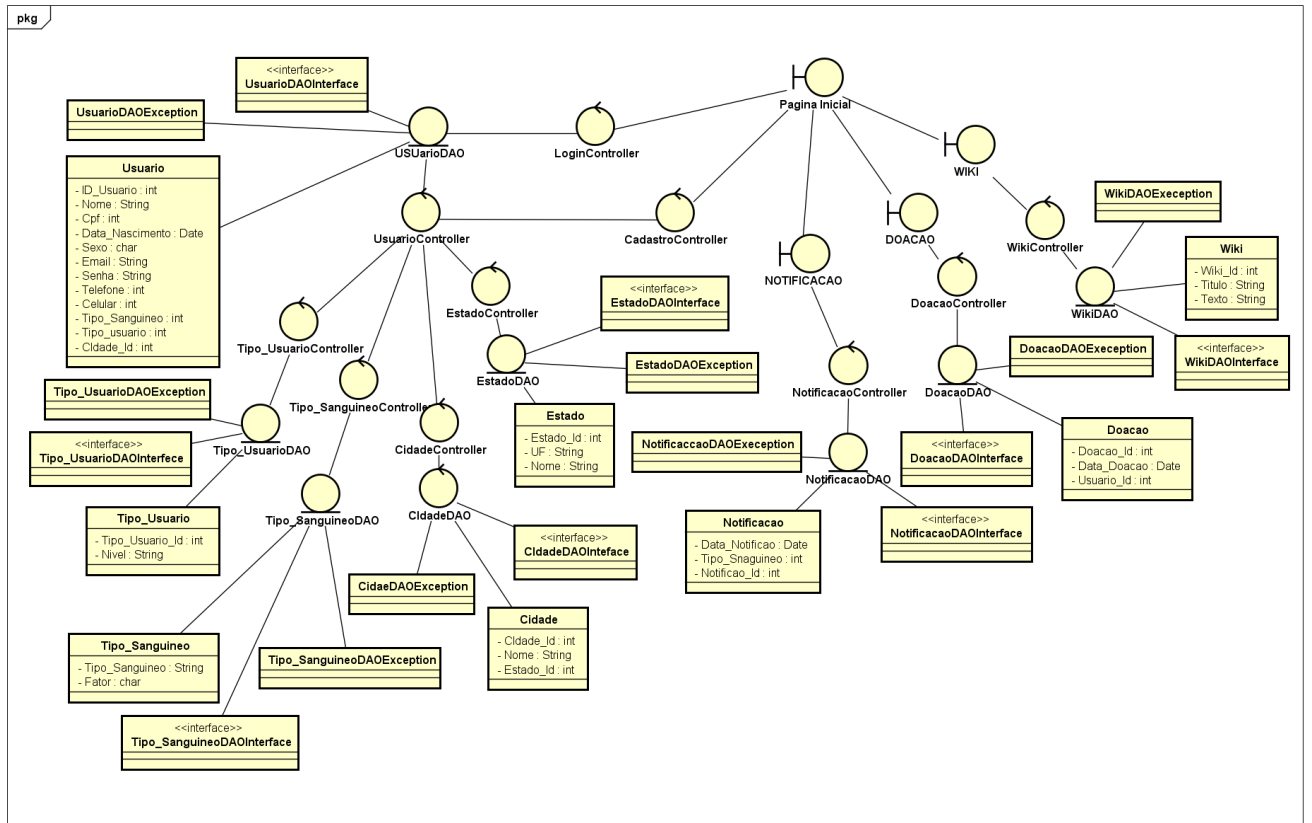 pkg
<<interface>>
UsuarioDAOInterface
UsuarioDAOException
USUarioDAO
LoginController
Pagina Inicial
WIKI
Usuario
- ID_Usuario : int
- Nome : String
- Cpf : int
- Data_Nascimento : Date
- Sexo : char
- Email : String
- Senha : String
- Telefone : int
- Celular : int
- Tipo_Sanguineo : int
- Tipo_usuario : int
- CIdade_Id : int
UsuarioController
CadastroController
NOTIFICACAO
DOACAO
WikiController
WikiDAOExeception
Wiki
- Wiki_Id : int
- Titulo : String
- Texto : String
WikiDAO
<<interface>>
WikiDAOInterface
EstadoController
<<interface>>
EstadoDAOInterface
DoacaoController
Tipo_UsuarioController
EstadoDAO
EstadoDAOException
DoacaoDAOExeception
DoacaoDAO
Tipo_UsuarioDAOException
Tipo_SanguineoController
NotificacaoController
<<interface>>
Tipo_UsuarioDAOInterfece
Tipo_UsuarioDAO
CidadeController
Estado
- Estado_Id : int
- UF : String
- Nome : String
NotificaccaoDAOExeception
NotificacaoDAO
<<interface>>
DoacaoDAOInterface
Doacao
- Doacao_Id : int
- Data_Doacao : Date
- Usuario_Id : int
Tipo_Usuario
- Tipo_Usuario_Id : int
- Nivel : String
Tipo_SanguineoDAO
CIdadeDAO
<<interface>>
CIdadeDAOInteface
Notificacao
- Data_Notificao : Date
- Tipo_Snaguineo : int
- Notificao_Id : int
<<interface>>
NotificacaoDAOInterface
CidaeDAOException
Cidade
- CIdade_Id : int
- Nome : String
- Estado_Id : int
Tipo_Sanguineo
- Tipo_Sanguineo : String
- Fator : char
Tipo_SanguineoDAOException
<<interface>>
Tipo_SanguineoDAOInterface